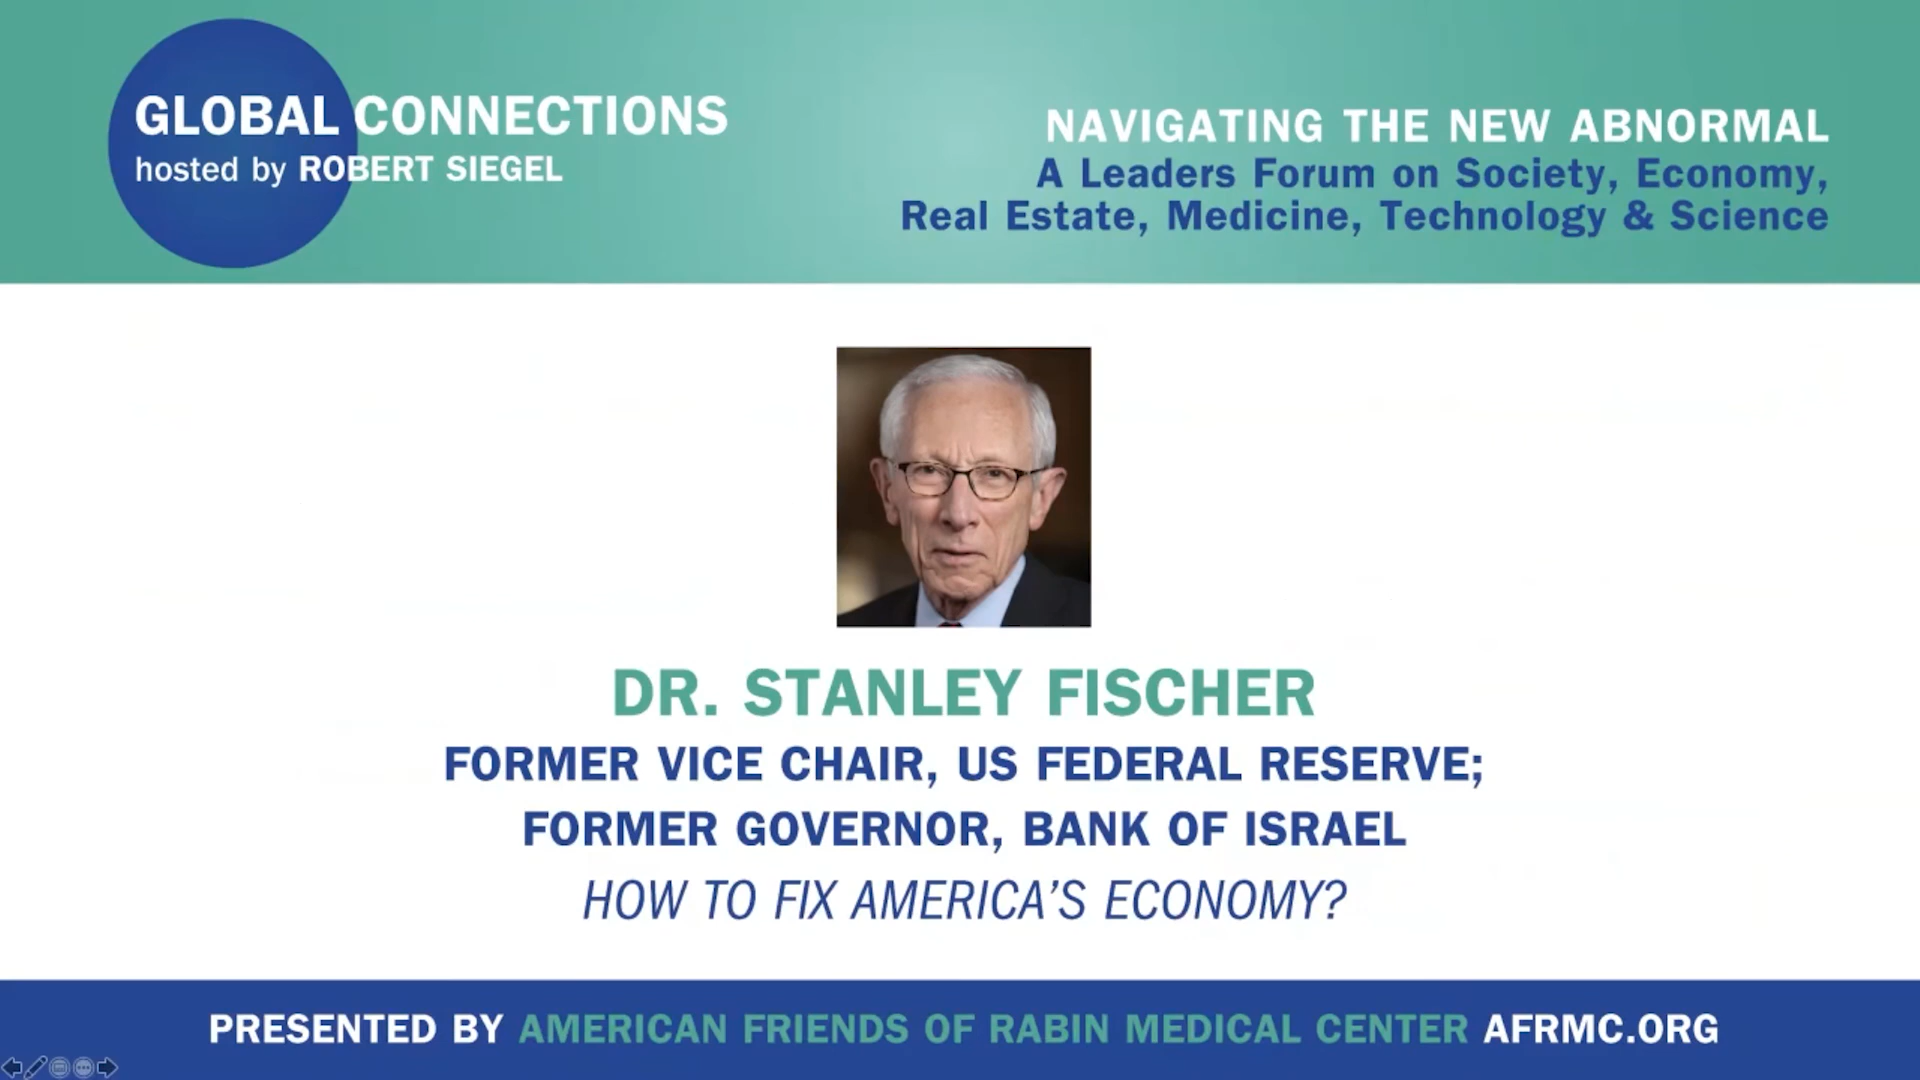 GLOBAL CONNECTIONS
hosted by ROBERT SIEGEL
NAVIGATING THE NEW ABNORMAL
A Leaders Forum on Society, Economy,
Real Estate, Medicine, Technology & Science
DR. STANLEY FISCHER
FORMER VICE CHAIR, US FEDERAL RESERVE;
FORMER GOVERNOR, BANK OF ISRAEL
HOW TO FIX AMERICA'S ECONOMY?
PRESENTED BY AMERICAN FRIENDS OF RABIN MEDICAL CENTER AFRMC.ORG